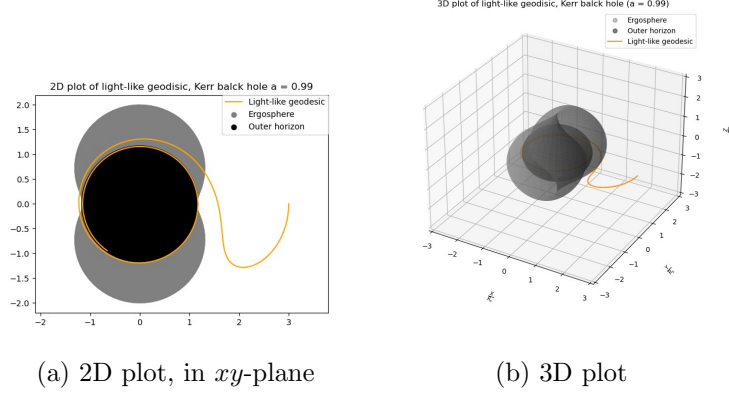 2D plot of light-like geodisic, Kerr balck hole a = 0.99
Light-like geodesic
Ergosphere
Outer horizon
2.0
1.5
1.0
0.5
0.0
−0.5
−1.0
−1.5
−2.0
−2 −1 0 1 2 3
(a) 2D plot, in xy-plane
3D plot of light-like geodisic, Kerr balck hole (a = 0.99)
Ergosphere
Outer horizon
Light-like geodesic
3
2
1
0
−1
−2
−3
3
2
1
0
−1
−2
−3
−3 −2 −1 0 1 2 3
(b) 3D plot